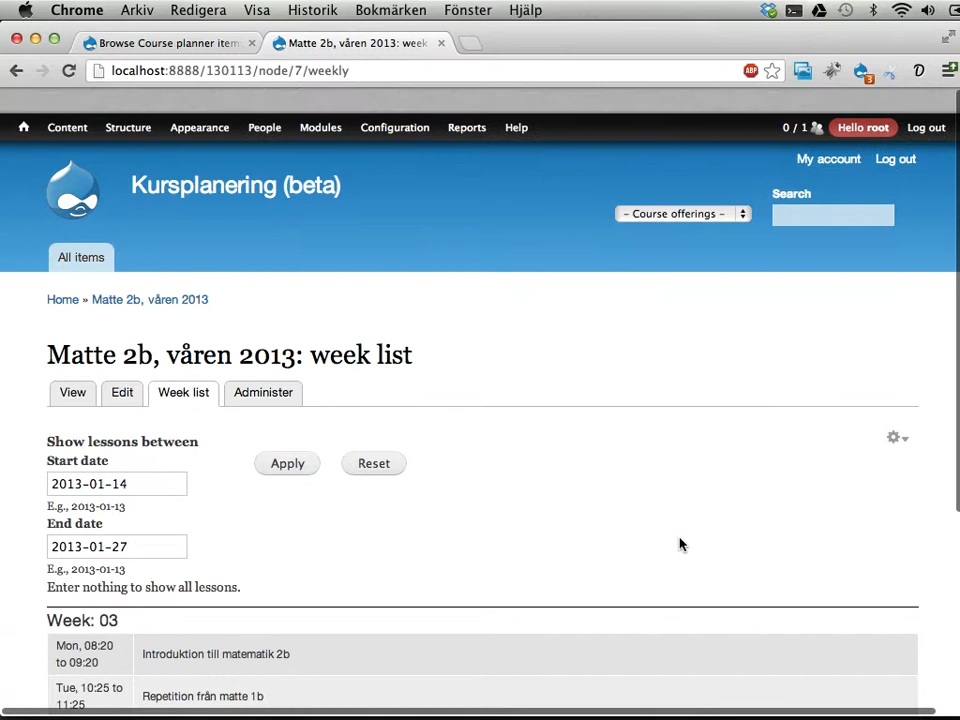 Chrome Arkiv Redigera Visa Historik Bokmärken Fönster Hjälp
Browse Course planner item × Matte 2b, våren 2013: week ×
localhost:8888/130113/node/7/weekly ABP 3 D
Content Structure Appearance People Modules Configuration Reports Help 0 / 1 Hello root Log out
My account Log out
Kursplanering (beta)
Search
- Course offerings -
All items
Home » Matte 2b, våren 2013
Matte 2b, våren 2013: week list
View Edit Week list Administer
Show lessons between
Start date
Apply Reset
2013-01-14
E.g., 2013-01-13
End date
2013-01-27
E.g., 2013-01-13
Enter nothing to show all lessons.
Week: 03
Mon, 08:20
to 09:20
Introduktion till matematik 2b
Tue, 10:25 to
11:25
Repetition från matte 1b